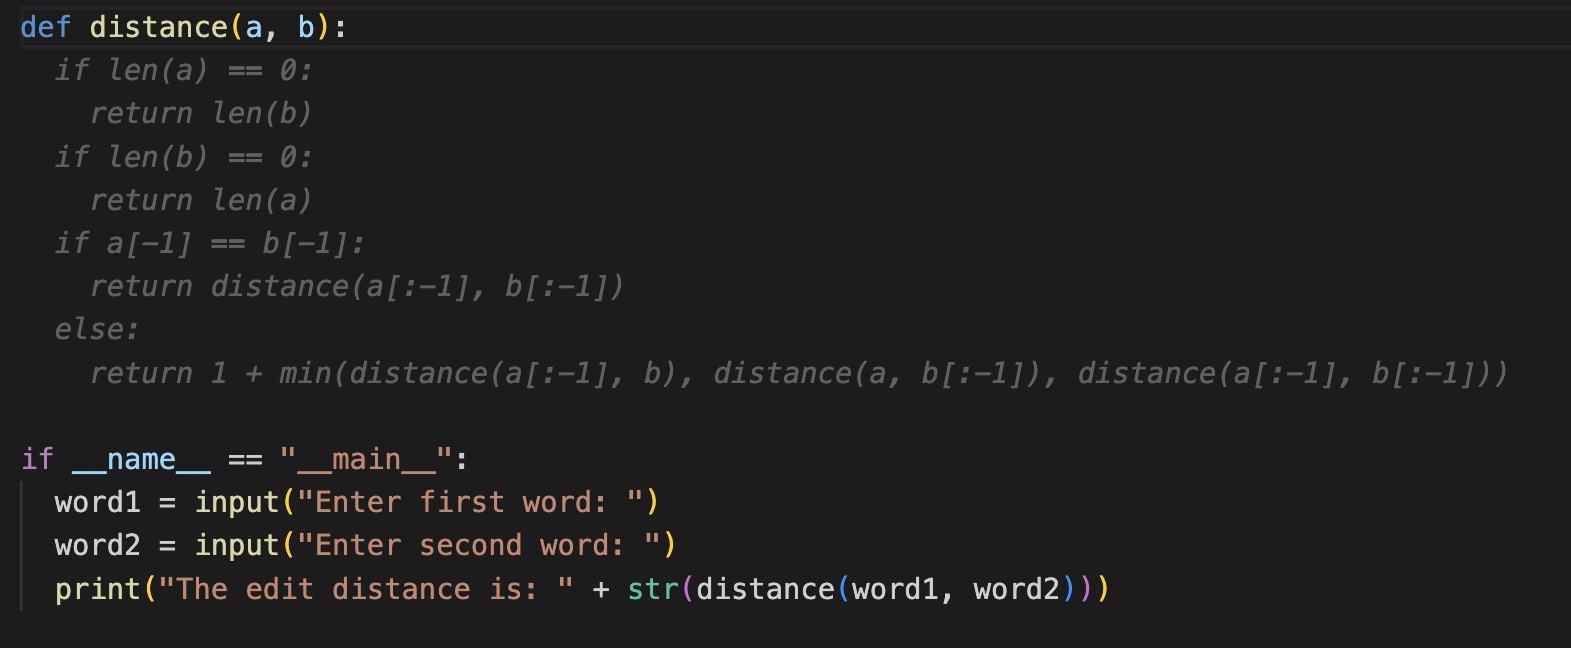 def distance(a, b):
  if len(a) == 0:
    return len(b)
  if len(b) == 0:
    return len(a)
  if a[-1] == b[-1]:
    return distance(a[:-1], b[:-1])
  else:
    return 1 + min(distance(a[:-1], b), distance(a, b[:-1]), distance(a[:-1], b[:-1]))

if __name__ == "__main__":
  word1 = input("Enter first word: ")
  word2 = input("Enter second word: ")
  print("The edit distance is: " + str(distance(word1, word2)))